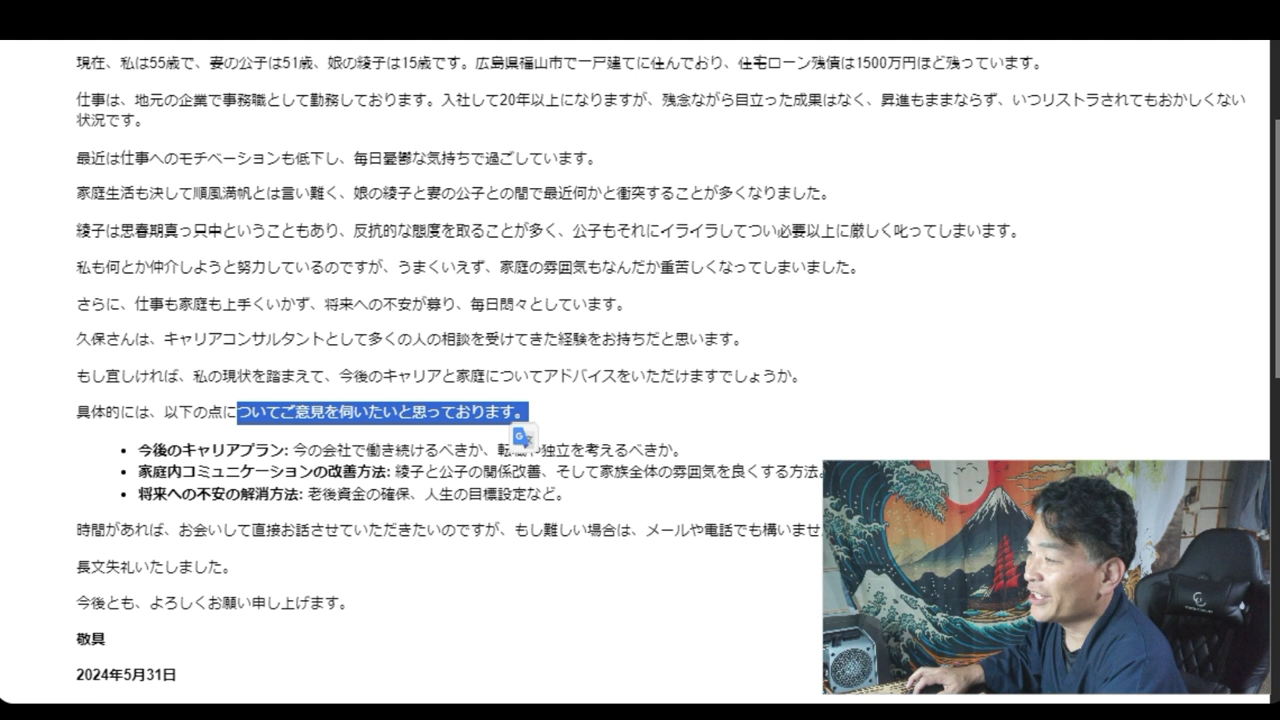 現在、私は55歳で、妻の公子は51歳、娘の綾子は15歳です。広島県福山市で一戸建てに住んでおり、住宅ローン残債は1500万円ほど残っています。
仕事は、地元の企業で事務職として勤務しております。入社して20年以上になりますが、残念ながら目立った成果はなく、昇進もままならず、いつリストラされてもおかしくない
状況です。
最近は仕事へのモチベーションも低下し、毎日憂鬱な気持ちで過ごしています。
家庭生活も決して順風満帆とは言い難く、娘の綾子と妻の公子との間で最近何かと衝突することが多くなりました。
綾子は思春期真っ只中ということもあり、反抗的な態度を取ることが多く、公子もそれにイライラしてつい必要以上に厳しく叱ってしまいます。
私も何とか仲介しようと努力しているのですが、うまくいえず、家庭の雰囲気もなんだか重苦しくなってしまいました。
さらに、仕事も家庭も上手くいかず、将来への不安が募り、毎日悶々としています。
久保さんは、キャリアコンサルタントとして多くの人の相談を受けてきた経験をお持ちだと思います。
もし宜しければ、私の現状を踏まえて、今後のキャリアと家庭についてアドバイスをいただけますでしょうか。
具体的には、以下の点についてご意見を伺いたいと思っております。
• 今後のキャリアプラン: 今の会社で働き続けるべきか、転職や独立を考えるべきか。
• 家庭内コミュニケーションの改善方法: 綾子と公子の関係改善、そして家族全体の雰囲気を良くする方法。
• 将来への不安の解消方法: 老後資金の確保、人生の目標設定など。
時間があれば、お会いして直接お話させていただきたいのですが、もし難しい場合は、メールや電話でも構いませ
長文失礼いたしました。
今後とも、よろしくお願い申し上げます。
敬具
2024年5月31日